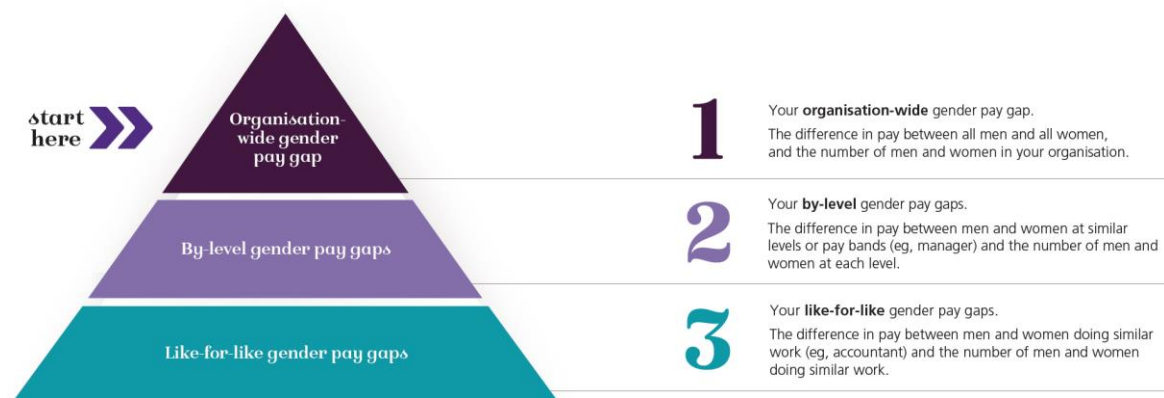 start
here
Organisation-
wide gender
pay gap
By-level gender pay gaps
Like-for-like gender pay gaps
1
Your organisation-wide gender pay gap.
The difference in pay between all men and all women,
and the number of men and women in your organisation.
2
Your by-level gender pay gaps.
The difference in pay between men and women at similar
levels or pay bands (eg, manager) and the number of men and
women at each level.
3
Your like-for-like gender pay gaps.
The difference in pay between men and women doing similar
work (eg, accountant) and the number of men and women
doing similar work.